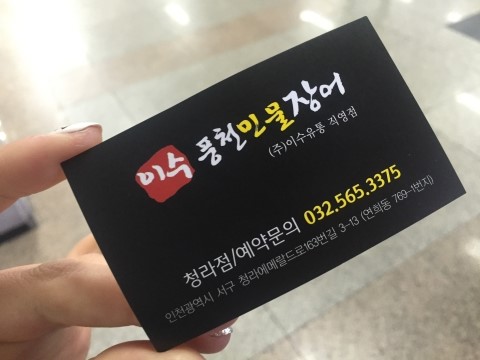 이수 풍천민물장어
(주)이수유통 직영점
청라점/예약문의 032.565.3375
인천광역시 서구 청라에메랄드로163번길 3-13 (연희동 769-1번지)